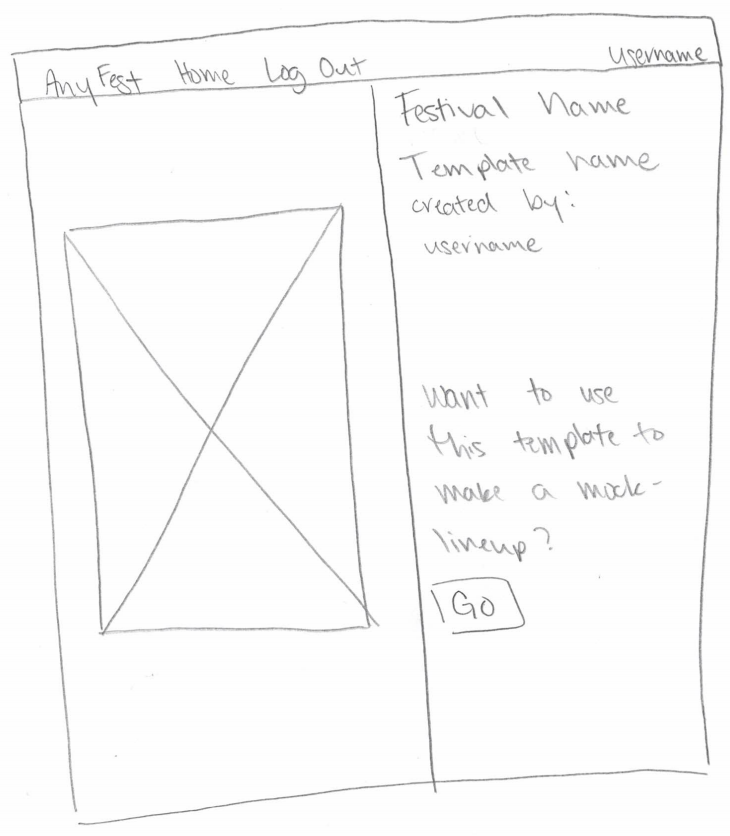 AnyFest Home Log Out username
Festival Name
Template name
created by:
username
Want to use
this template to
make a mock-
lineup?
Go